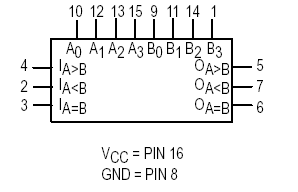 10 12 13 15 9 11 14 1
A0 A1 A2 A3 B0 B1 B2 B3
4 IA>B OA>B 5
2 IA<B OA<B 7
3 IA=B OA=B 6
VCC = PIN 16
GND = PIN 8